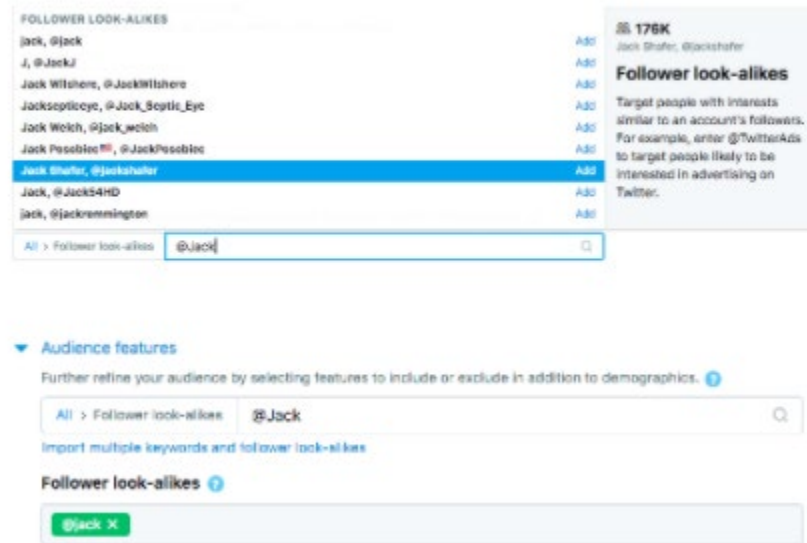 FOLLOWER LOOK-ALIKES
jack, @jack Add
J, @JackJ Add
Jack Wilshere, @JackWilshere Add
Jacksepticeye, @Jack_Septic_Eye Add
Jack Welch, @jack_welch Add
Jack Posobiec🇺🇸, @JackPosobiec Add
Jack Shafer, @jackshafer Add
Jack, @Jack54HD Add
jack, @jackremmington Add
All > Follower look-alikes @Jack
176K
Jack Shafer, @jackshafer
Follower look-alikes
Target people with interests
similar to an account's followers.
For example, enter @TwitterAds
to target people likely to be
interested in advertising on
Twitter.
Audience features
Further refine your audience by selecting features to include or exclude in addition to demographics. ?
All > Follower look-alikes @Jack
Import multiple keywords and follower look-alikes
Follower look-alikes ?
@jack ×